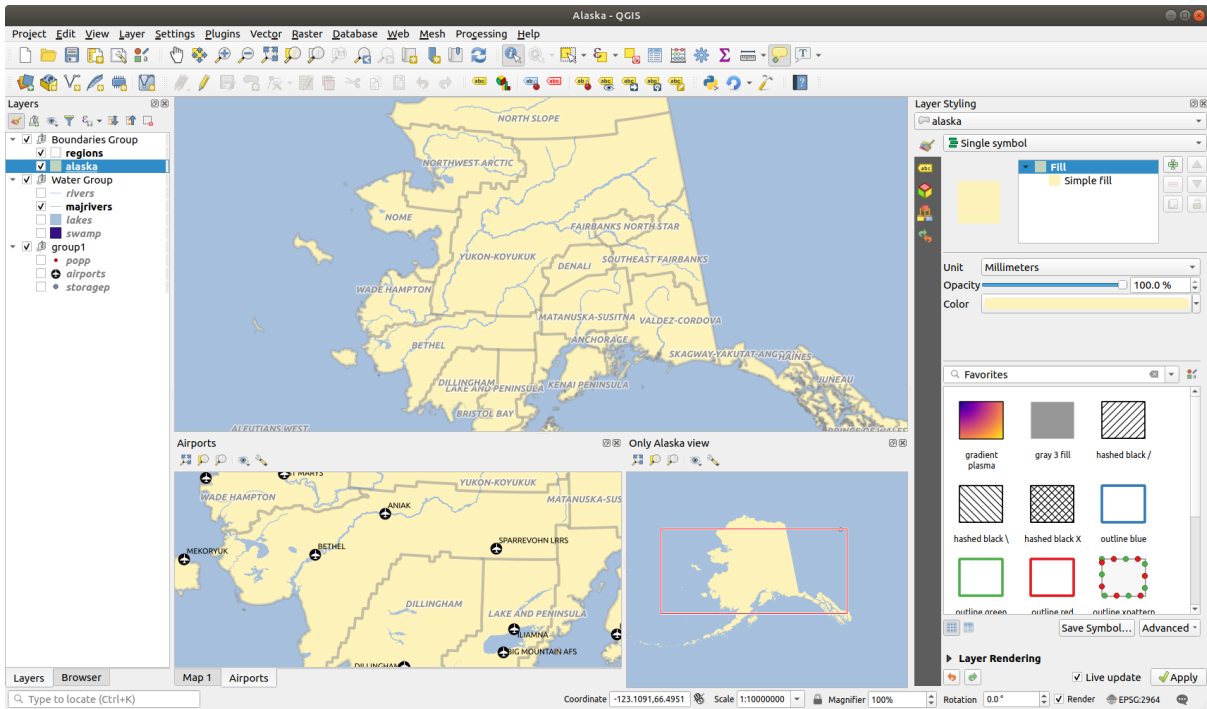 Alaska - QGIS
Project Edit View Layer Settings Plugins Vector Raster Database Web Mesh Processing Help
Layers
Boundaries Group
regions
alaska
Water Group
rivers
majrivers
lakes
swamp
group1
popp
airports
storagep
Layers Browser
NORTH SLOPE
NORTHWEST ARCTIC
NOME
FAIRBANKS NORTH STAR
YUKON-KOYUKUK
SOUTHEAST FAIRBANKS
DENALI
WADE HAMPTON
MATANUSKA-SUSITNA
VALDEZ-CORDOVA
BETHEL
ANCHORAGE
HAINES
JUNEAU
DILLINGHAM
LAKE AND PENINSULA
KENAI PENINSULA
BRISTOL BAY
ALEUTIANS WEST
Airports
YUKON-KOYUKUK
WADE HAMPTON
MATANUSKA-SUS
ANIAK
SPARREVOHN LRRS
MEKORYUK
BETHEL
DILLINGHAM
LAKE AND PENINSULA
ILIAMNA
BIG MOUNTAIN AFS
Map 1 Airports
Only Alaska view
Layer Styling
alaska
Single symbol
Fill
Simple fill
Unit Millimeters
Opacity 100.0 %
Color
Favorites
gradient plasma
gray 3 fill
hashed black /
hashed black \
hashed black X
outline blue
outline green
outline red
outline xpattern
Save Symbol... Advanced
Layer Rendering
Live update Apply
Type to locate (Ctrl+K)
Coordinate -123.1091,66.4951 Scale 1:10000000 Magnifier 100% Rotation 0.0 ° Render EPSG:2964